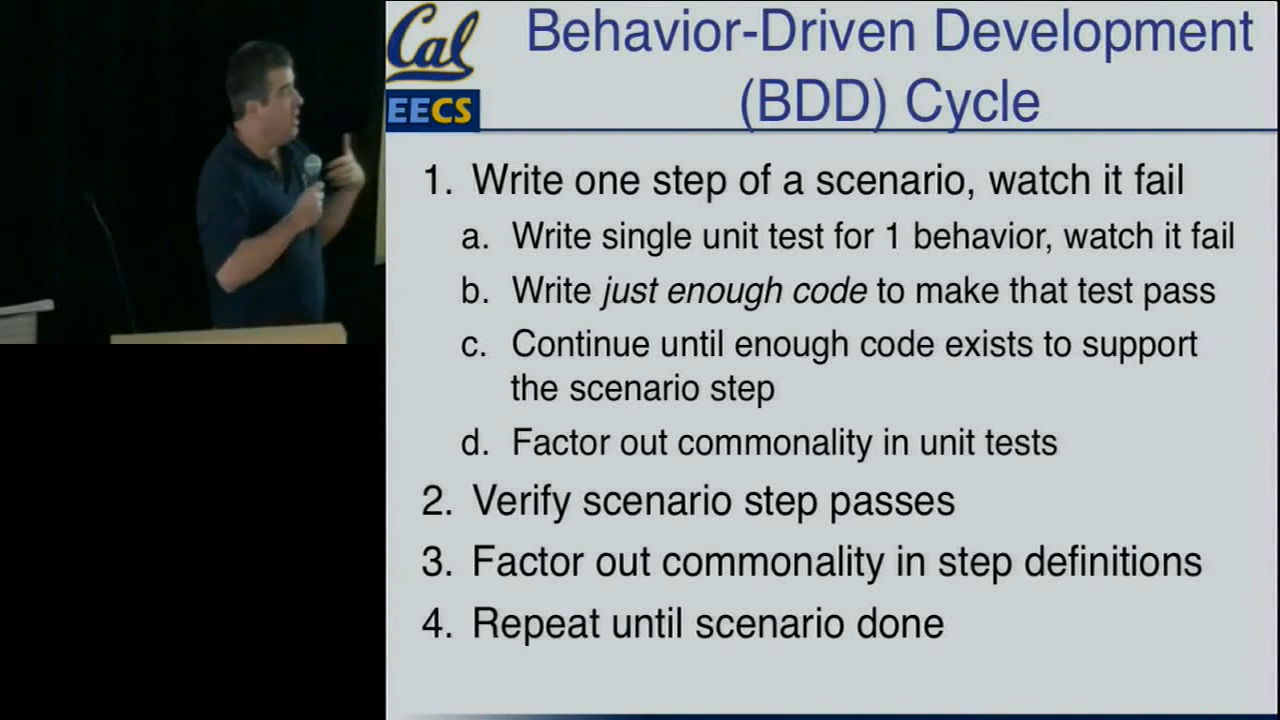 Cal
EECS
Behavior-Driven Development
(BDD) Cycle
1. Write one step of a scenario, watch it fail
a. Write single unit test for 1 behavior, watch it fail
b. Write just enough code to make that test pass
c. Continue until enough code exists to support
the scenario step
d. Factor out commonality in unit tests
2. Verify scenario step passes
3. Factor out commonality in step definitions
4. Repeat until scenario done